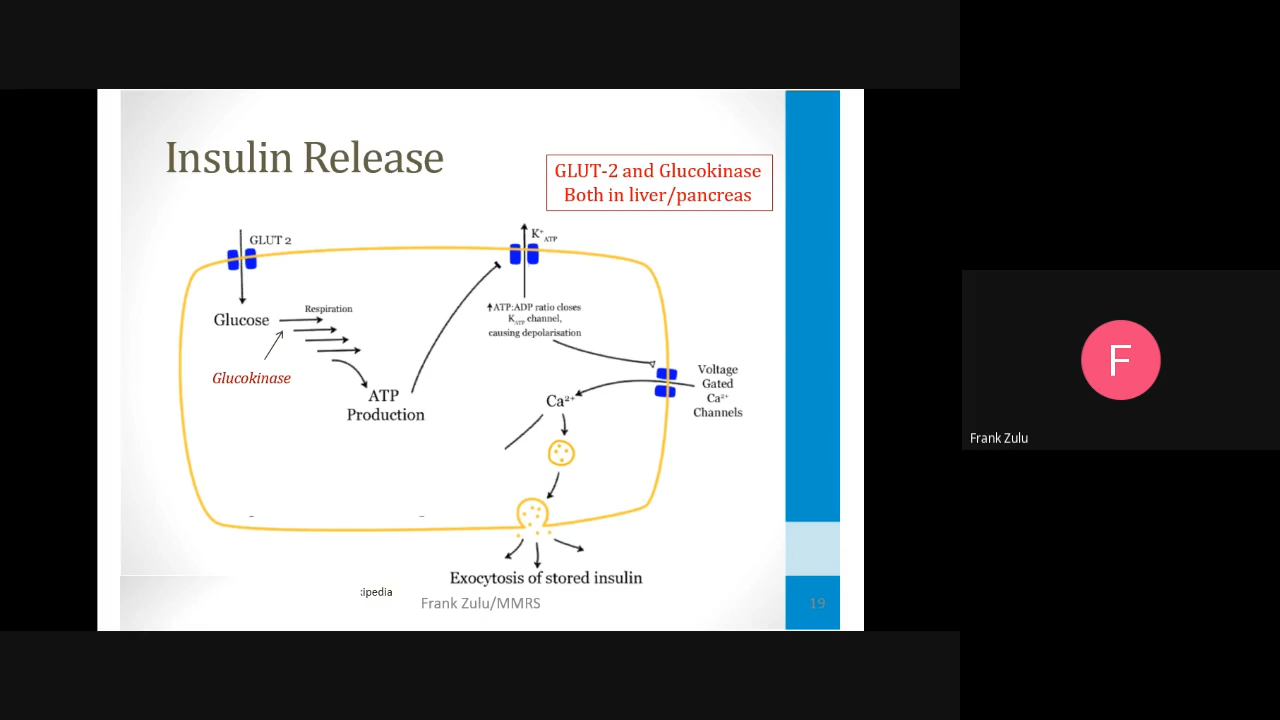 Insulin Release
GLUT-2 and Glucokinase
Both in liver/pancreas
GLUT 2
K⁺ATP
Glucose
Respiration
Glucokinase
ATP
Production
↑ATP:ADP ratio closes
KATP channel,
causing depolarisation
Voltage
Gated
Ca²⁺
Channels
Ca²⁺
Exocytosis of stored insulin
ipedia
Frank Zulu/MMRS
19
F
Frank Zulu